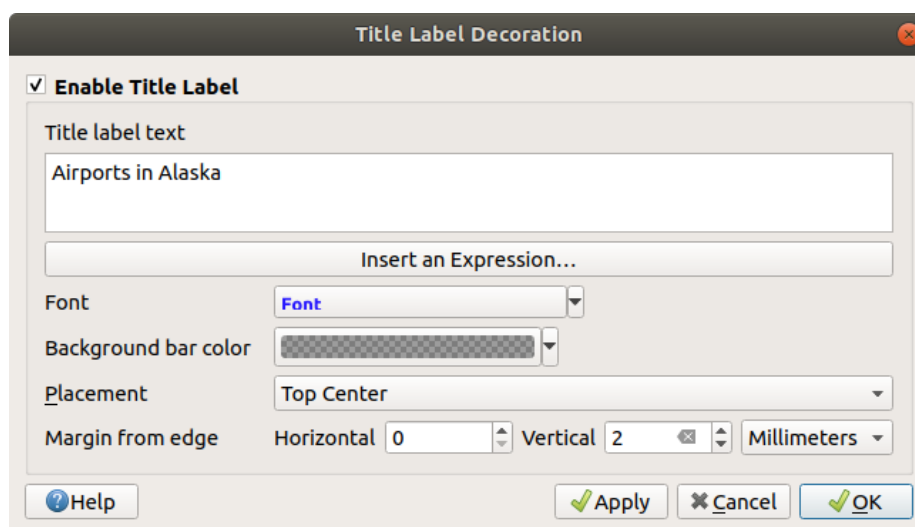 Title Label Decoration
Enable Title Label
Title label text
Airports in Alaska
Insert an Expression…
Font Font
Background bar color
Placement Top Center
Margin from edge Horizontal 0 Vertical 2 Millimeters
Help Apply Cancel OK